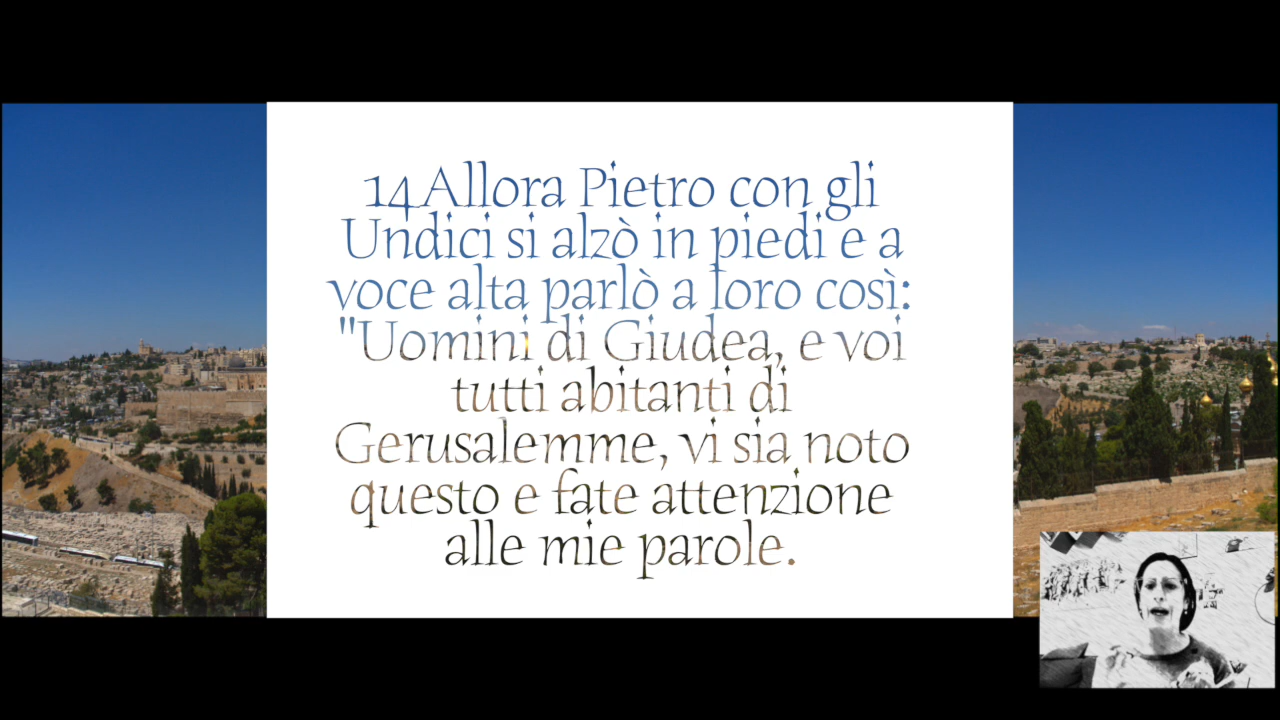 14Allora Pietro con gli
Undici si alzò in piedi e a
voce alta parlò a loro così:
"Uomini di Giudea, e voi
tutti abitanti di
Gerusalemme, vi sia noto
questo e fate attenzione
alle mie parole.